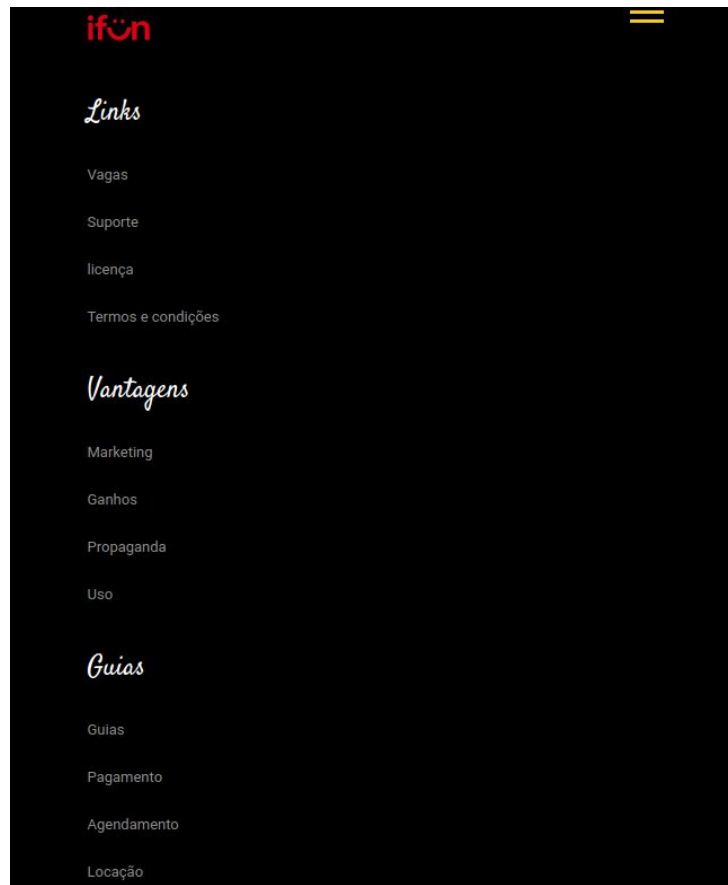 ifün
Links
Vagas
Suporte
licença
Termos e condições
Vantagens
Marketing
Ganhos
Propaganda
Uso
Guias
Guias
Pagamento
Agendamento
Locação